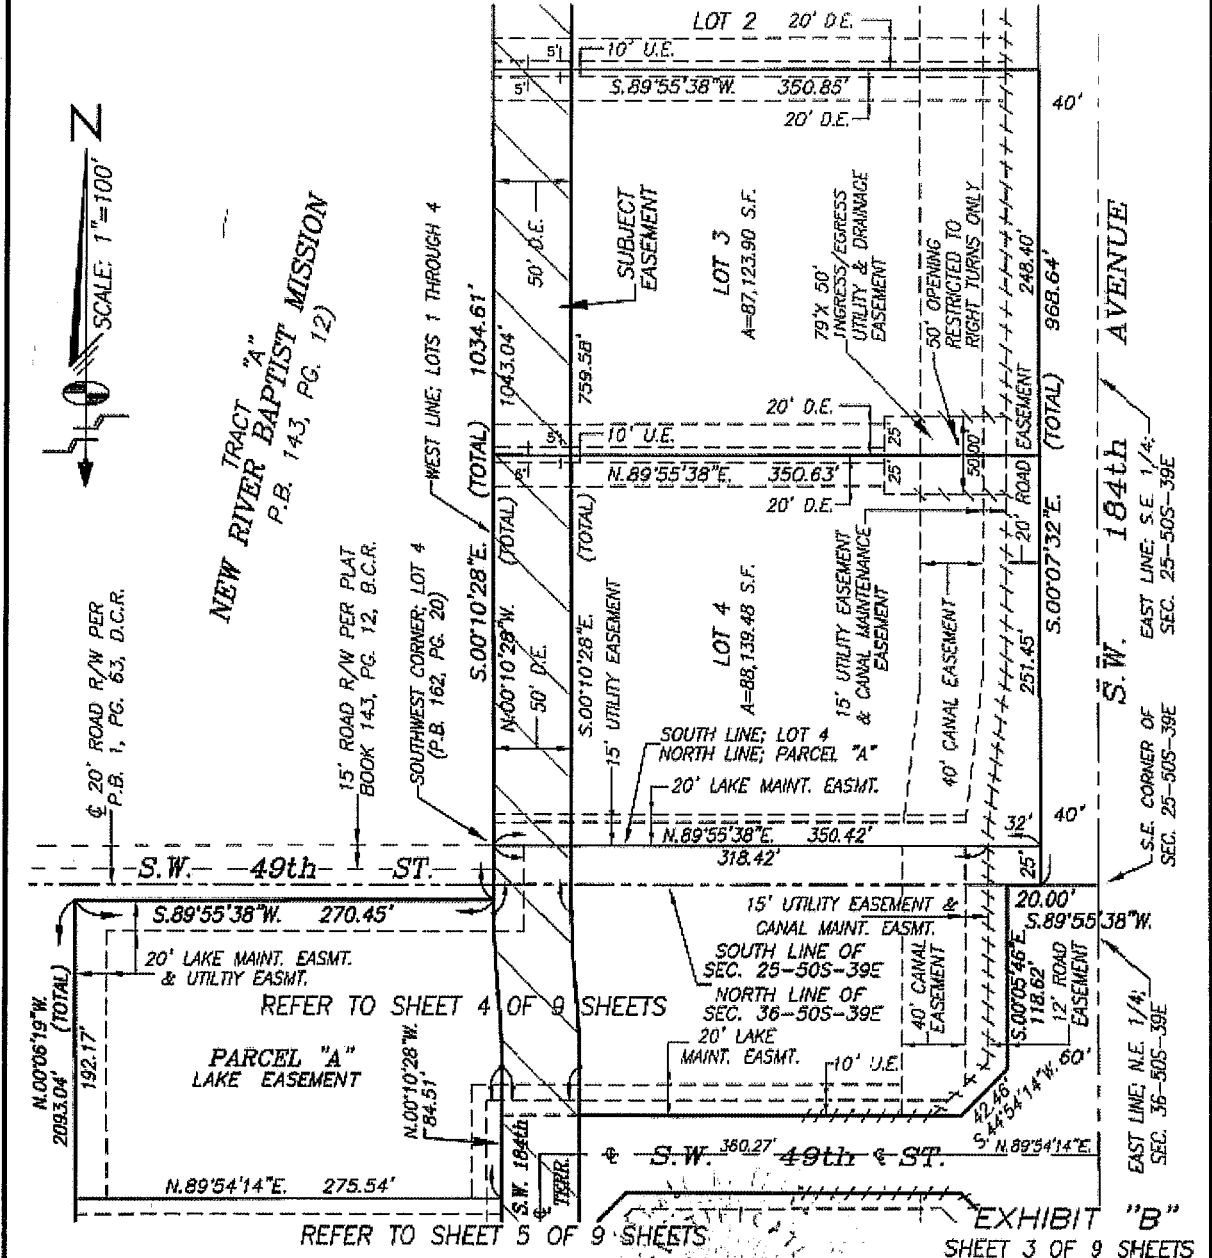 LOT 2
20' D.E.
5'
10' U.E.
S.89°55'38"W. 350.85'
5'
20' D.E.
40'
N
SCALE: 1"=100'
TRACT "A"
NEW RIVER BAPTIST MISSION
P.B. 143, PG. 12)
WEST LINE; LOTS 1 THROUGH 4
S.00°10'28"E. (TOTAL) 1034.61'
N.00°10'28"W. (TOTAL) 1043.04'
50' D.E.
S.00°10'28"E. (TOTAL) 759.58'
SUBJECT
EASEMENT
LOT 3
A=87,123.90 S.F.
79'X 50'
INGRESS/EGRESS
UTILITY & DRAINAGE
EASEMENT
50' OPENING
RESTRICTED TO
RIGHT TURNS ONLY
248.40'
968.64'
S.00°07'32"E. (TOTAL)
S.W. 184th AVENUE
EAST LINE; S.E. 1/4;
SEC. 25-50S-39E
20' D.E.
5'
10' U.E.
25'
25'
50.00'
20' ROAD EASEMENT
5'
N.89°55'38"E. 350.63'
20' D.E.
15' UTILITY EASEMENT
& CANAL MAINTENANCE
EASEMENT
40' CANAL EASEMENT
251.45'
LOT 4
A=88,139.48 S.F.
15' UTILITY EASEMENT
50' D.E.
SOUTHWEST CORNER; LOT 4
(P.B. 162, PG. 20)
15' ROAD R/W PER PLAT
BOOK 143, PG. 12, B.C.R.
℄ 20' ROAD R/W PER
P.B. 1, PG. 63, D.C.R.
SOUTH LINE; LOT 4
NORTH LINE; PARCEL "A"
20' LAKE MAINT. EASMT.
N.89°55'38"E. 350.42'
318.42'
32'
40'
25'
S.E. CORNER OF
SEC. 25-50S-39E
S.W. 49th ST.
S.89°55'38"W. 270.45'
20' LAKE MAINT. EASMT.
& UTILTIY EASMT.
15' UTILITY EASEMENT &
CANAL MAINT. EASMT.
20.00'
S.89°55'38"W.
SOUTH LINE OF
SEC. 25-50S-39E
NORTH LINE OF
SEC. 36-50S-39E
40' CANAL
EASEMENT
S.00°05'46"E.
118.62'
12' ROAD
EASEMENT
REFER TO SHEET 4 OF 9 SHEETS
20' LAKE
MAINT. EASMT.
10' U.E.
60'
EAST LINE; N.E. 1/4;
SEC. 36-50S-39E
N.00°06'19"W.
2093.04' (TOTAL)
192.17'
PARCEL "A"
LAKE EASEMENT
N.00°10'28"W.
84.51'
42.46'
S.44°54'14"W.
N.89°54'14"E.
℄ S.W. 49th ℄ ST.
360.27'
S.W. 184th
℄ TERR.
N.89°54'14"E. 275.54'
REFER TO SHEET 5 OF 9 SHEETS
EXHIBIT "B"
SHEET 3 OF 9 SHEETS